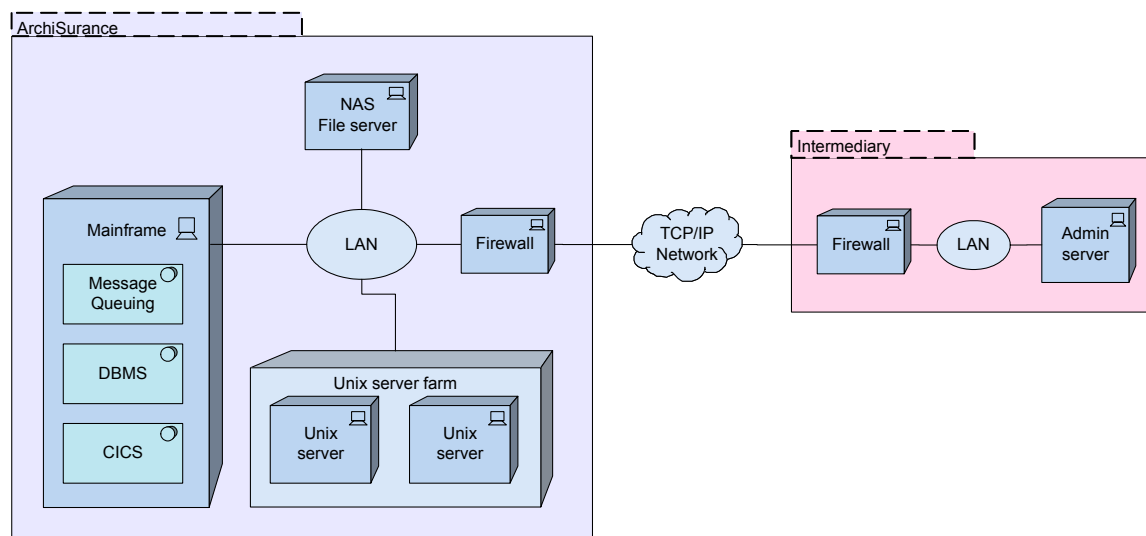 ArchiSurance
NAS
File server
Intermediary
Mainframe
LAN
Firewall
TCP/IP
Network
Firewall
LAN
Admin
server
Message
Queuing
DBMS
CICS
Unix server farm
Unix
server
Unix
server